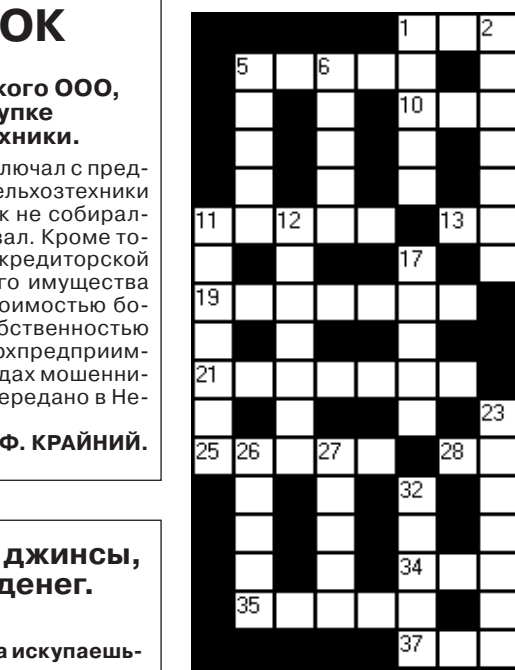 ОК
кого ООО,
упке
хники.
лючал с пред-
ельхозтехники
к не собирал-
вал. Кроме то-
кредиторской
го имущества
оимостью бо-
бственностью
рхпредприим-
дах мошенни-
ередано в Не-
Ф. КРАЙНИЙ.
джинсы,
денег.
а искупаешь-
1 2
5 6
10
11 12 13
17
19
21
23
25 26 27 28
32
34
35
37